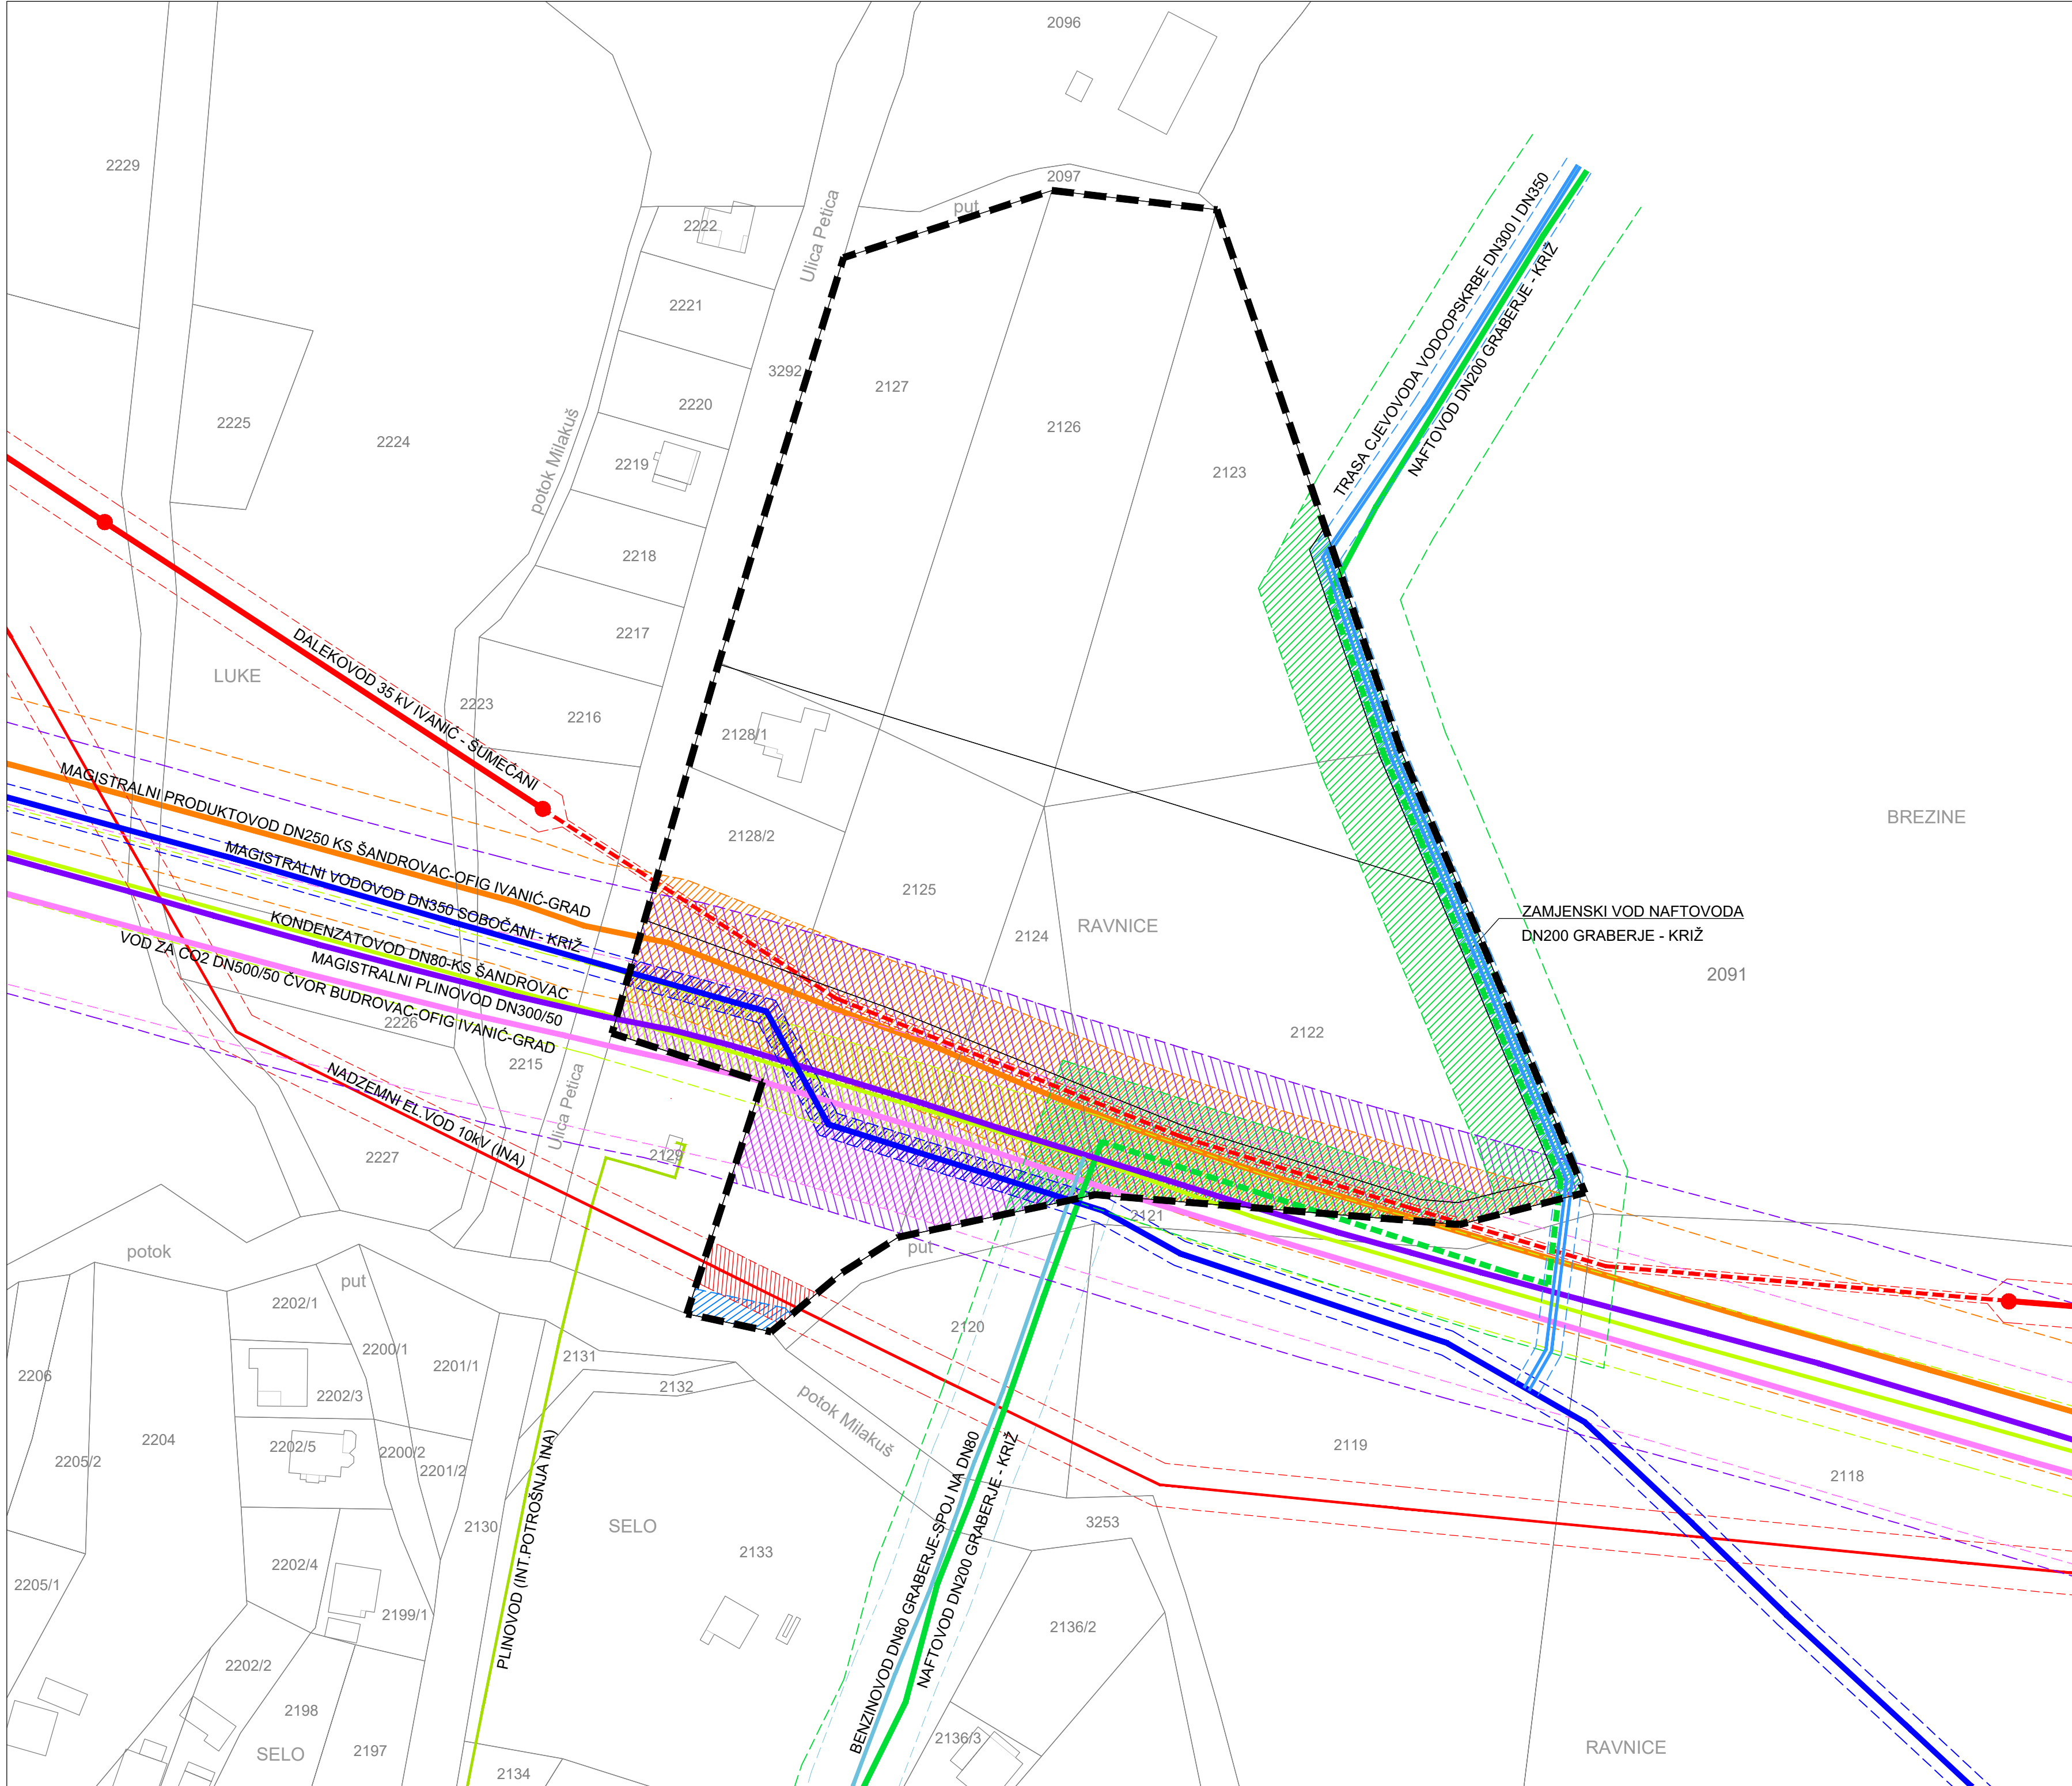 2096
2229
2097
put
2222
Ulica Petica
2221
TRASA CJEVOVODA VODOOPSKRBE DN300 I DN350
NAFTOVOD DN200 GRABERJE - KRIŽ
3292
2127
2220
2225
2224
potok Milakuš
2126
2219
2123
2218
2217
DALEKOVOD 35 kV IVANIĆ - ŠUMEĆANI
LUKE
2223
2216
2128/1
MAGISTRALNI PRODUKTOVOD DN250 KS ŠANDROVAC-OFIG IVANIĆ-GRAD
BREZINE
2128/2
MAGISTRALNI VODOVOD DN350 SOBOČANI - KRIŽ
2125
KONDENZATOVOD DN80-KS ŠANDROVAC
ZAMJENSKI VOD NAFTOVODA
DN200 GRABERJE - KRIŽ
RAVNICE
2124
VOD ZA CO2 DN500/50 ČVOR BUDROVAC-OFIG IVANIĆ-GRAD
MAGISTRALNI PLINOVOD DN300/50
2091
2226
2122
2215
NADZEMNI EL.VOD 10kV (INA)
Ulica Petica
2227
2129
2121
put
potok
put
2202/1
2120
2200/1
2201/1
2131
2206
2132
2202/3
potok Milakuš
2204
2202/5
2200/2
2119
2205/2
2201/2
2118
BENZINOVOD DN80 GRABERJE-SPOJ NA DN80
NAFTOVOD DN200 GRABERJE - KRIŽ
PLINOVOD (INT.POTROŠNJA INA)
2130
SELO
3253
2133
2202/4
2205/1
2199/1
2136/2
2202/2
2198
2136/3
SELO
2197
RAVNICE
2134